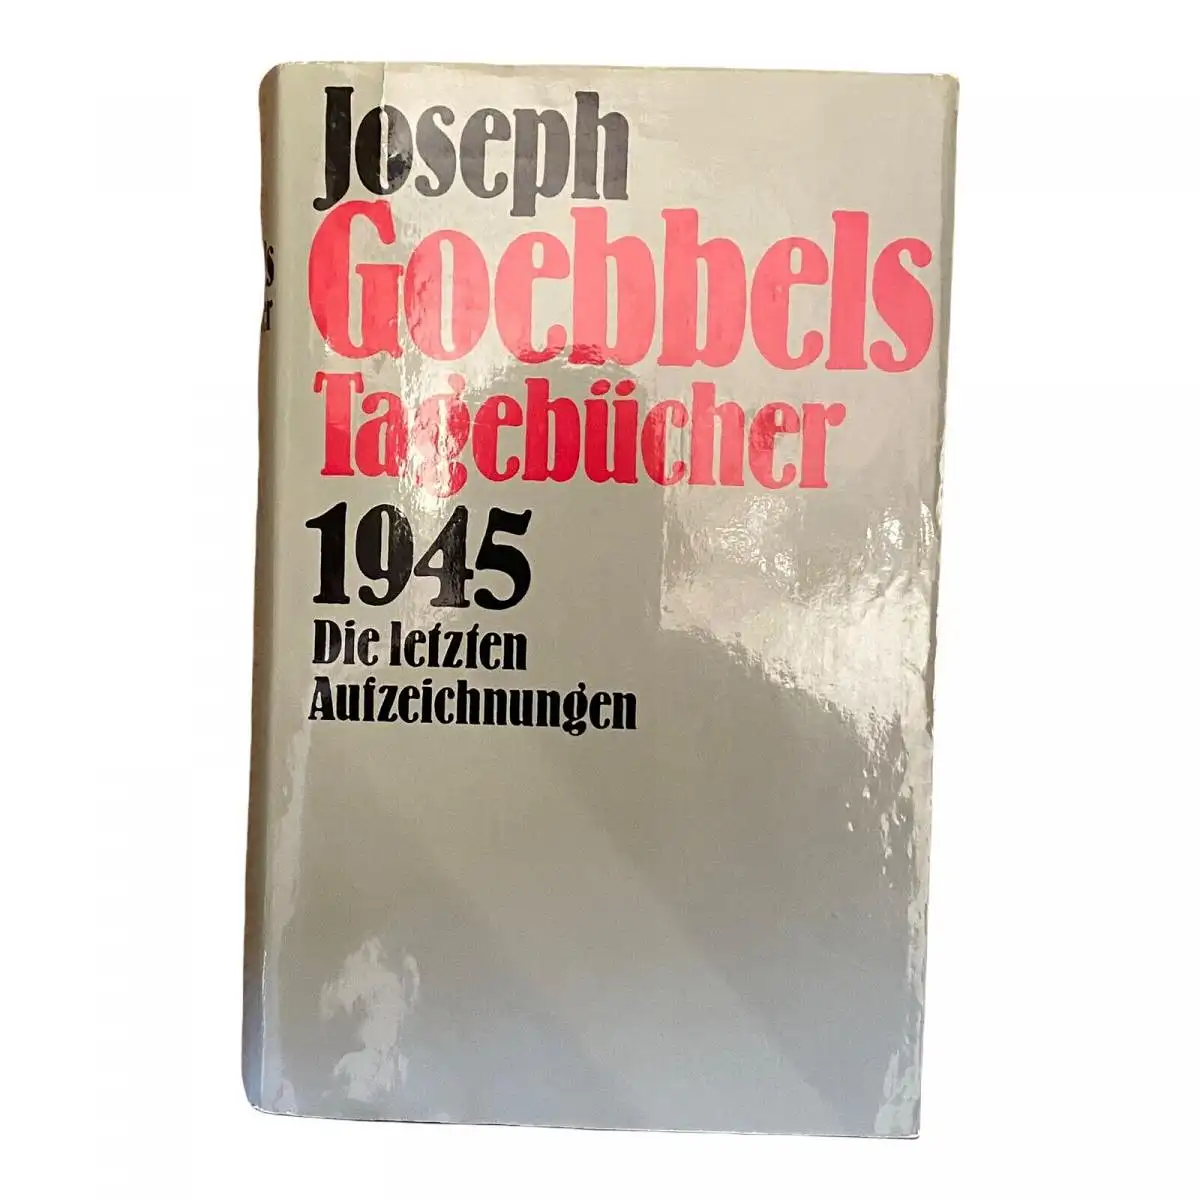 Joseph
Goebbels
Tagebücher
1945
Die letzten
Aufzeichnungen